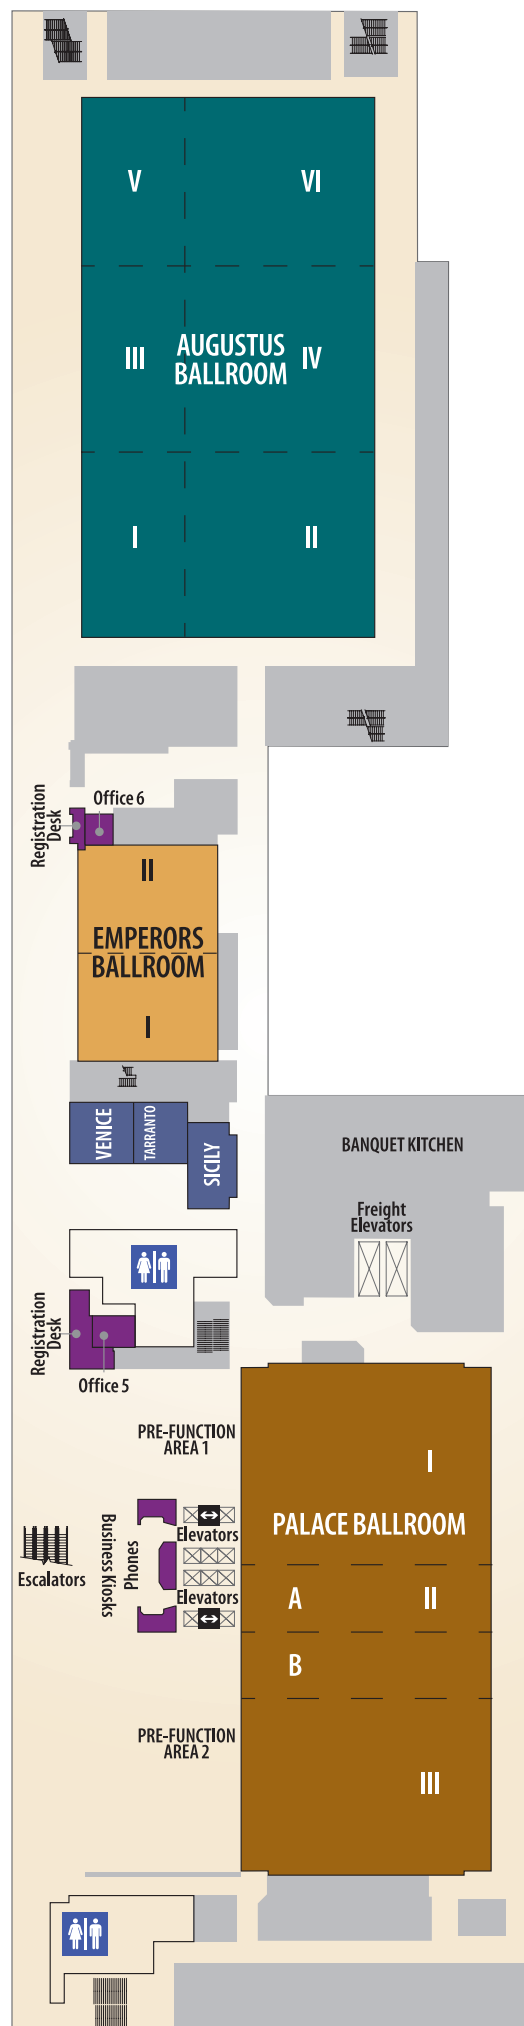 V
VI
AUGUSTUS
BALLROOM
III
IV
I
II
Registration
Desk
Office 6
II
EMPERORS
BALLROOM
I
VENICE
TARRANTO
SICILY
BANQUET KITCHEN
Freight
Elevators
Registration
Desk
Office 5
PRE-FUNCTION
AREA 1
I
PALACE BALLROOM
Elevators
Escalators
Business Kiosks
Phones
Elevators
A
II
B
PRE-FUNCTION
AREA 2
III